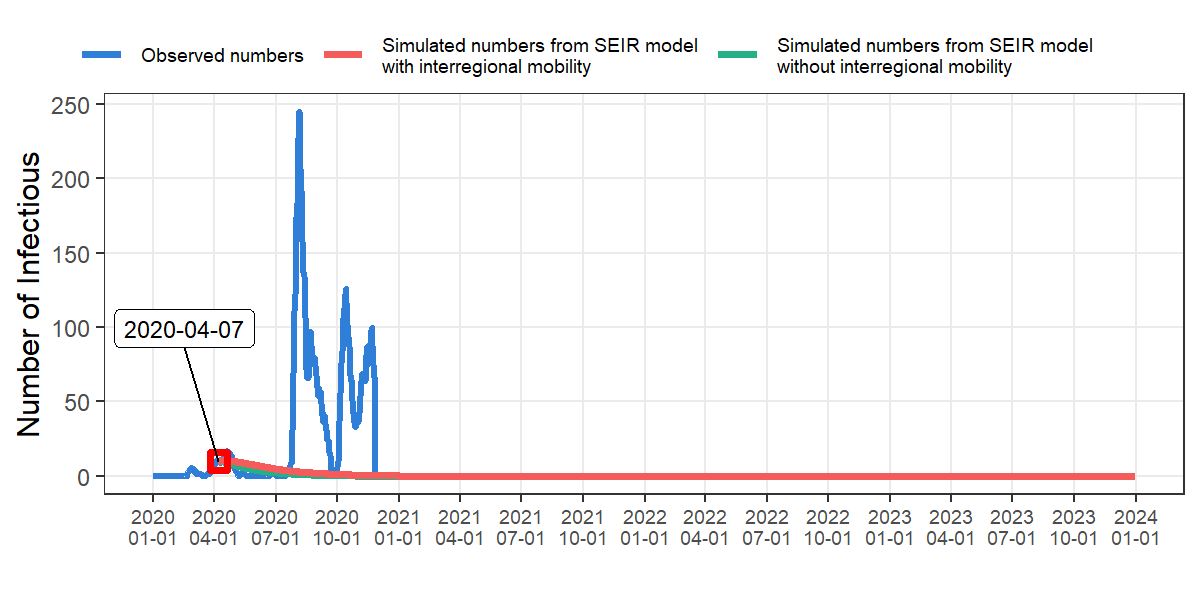 Observed numbers
Simulated numbers from SEIR model
with interregional mobility
Simulated numbers from SEIR model
without interregional mobility
Number of Infectious
250
200
150
100
50
0
2020-04-07
2020 2020 2020 2020 2021 2021 2021 2021 2022 2022 2022 2022 2023 2023 2023 2023 2024
01-01 04-01 07-01 10-01 01-01 04-01 07-01 10-01 01-01 04-01 07-01 10-01 01-01 04-01 07-01 10-01 01-01